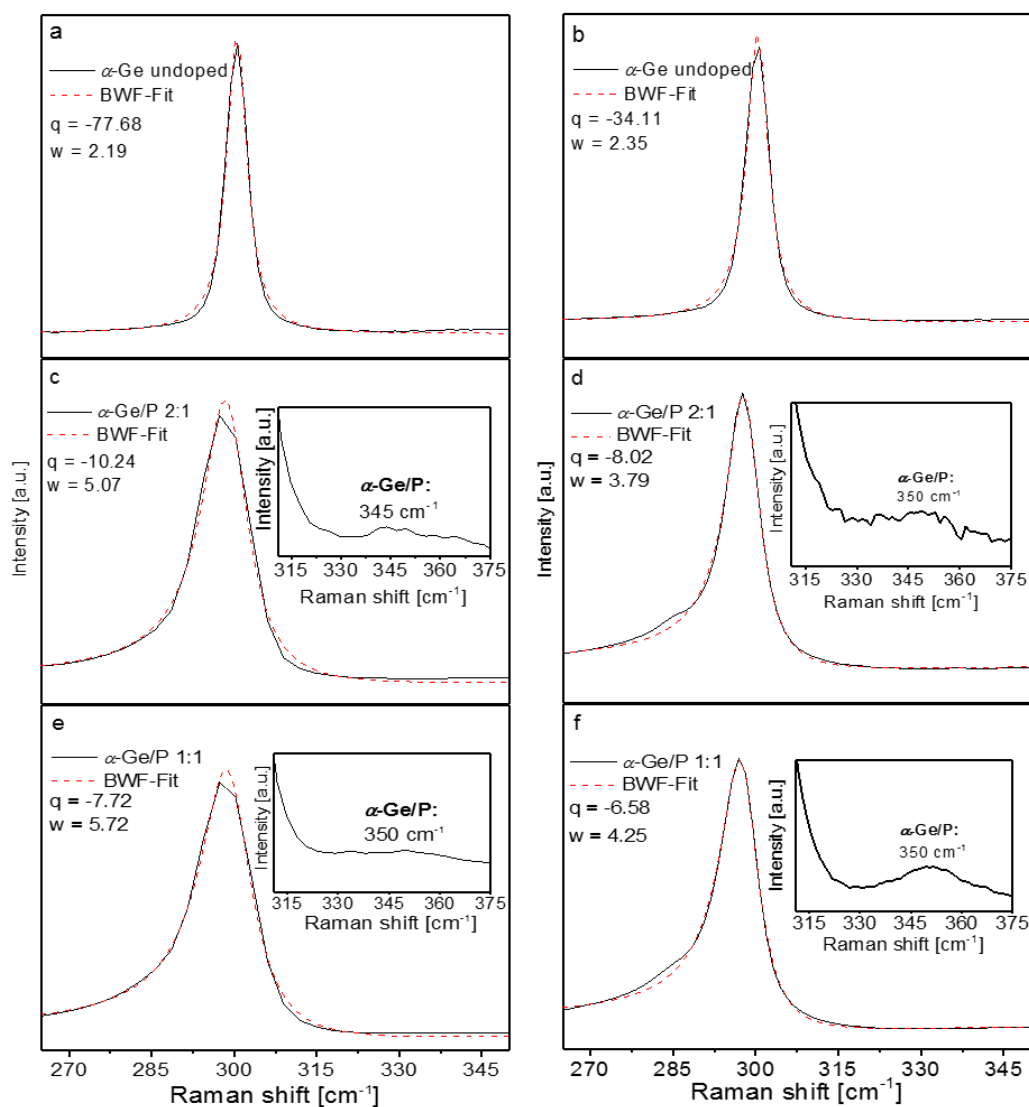 a
α-Ge undoped
BWF-Fit
q = -77.68
w = 2.19
b
α-Ge undoped
BWF-Fit
q = -34.11
w = 2.35
c
α-Ge/P 2:1
BWF-Fit
q = -10.24
w = 5.07
Intensity [a.u.]
α-Ge/P:
345 cm⁻¹
315 330 345 360 375
Raman shift [cm⁻¹]
Intensity [a.u.]
d
α-Ge/P 2:1
BWF-Fit
q = -8.02
w = 3.79
Intensity [a.u.]
α-Ge/P:
350 cm⁻¹
315 330 345 360 375
Raman shift [cm⁻¹]
Intensity [a.u.]
e
α-Ge/P 1:1
BWF-Fit
q = -7.72
w = 5.72
Intensity [a.u.]
α-Ge/P:
350 cm⁻¹
315 330 345 360 375
Raman shift [cm⁻¹]
f
α-Ge/P 1:1
BWF-Fit
q = -6.58
w = 4.25
Intensity [a.u.]
α-Ge/P:
350 cm⁻¹
315 330 345 360 375
Raman shift [cm⁻¹]
270 285 300 315 330 345
Raman shift [cm⁻¹]
270 285 300 315 330 345
Raman shift [cm⁻¹]